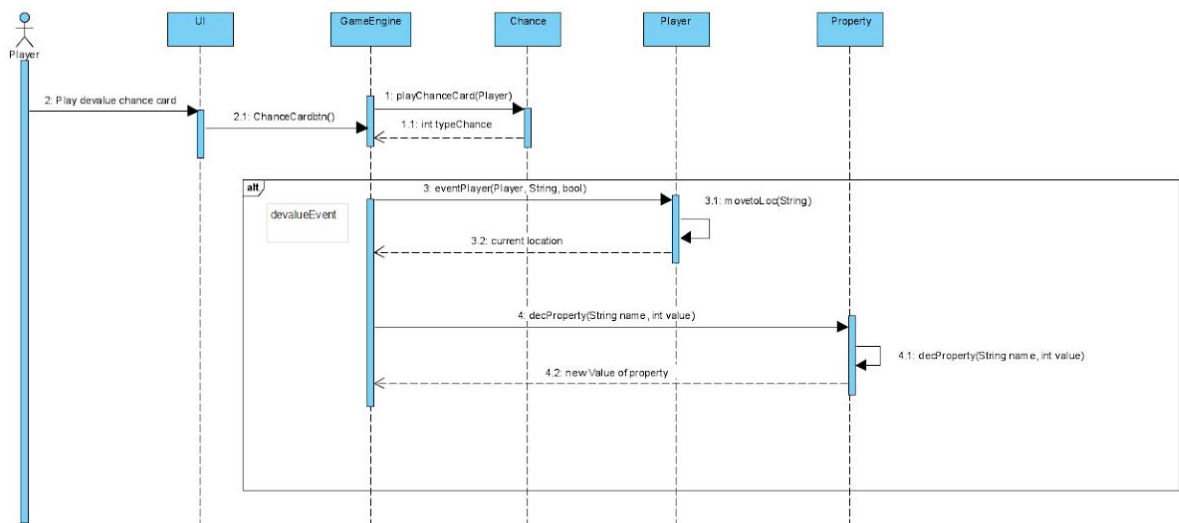 UI
GameEngine
Chance
Player
Property
Player
2: Play devalue chance card
1: playChanceCard(Player)
2.1: ChanceCardbtn()
1.1: int typeChance
alt
3: eventPlayer(Player, String, bool)
devalueEvent
3.1: movetoLoc(String)
3.2: current location
4: decProperty(String name, int value)
4.1: decProperty(String name, int value)
4.2: new Value of property